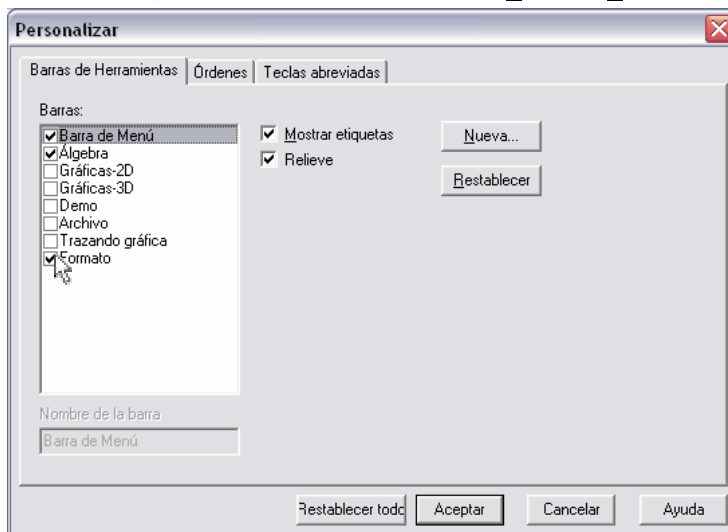 Personalizar
Barras de Herramientas Órdenes Teclas abreviadas
Barras:
Barra de Menú
Álgebra
Gráficas-2D
Gráficas-3D
Demo
Archivo
Trazando gráfica
Formato
Mostrar etiquetas
Relieve
Nueva...
Restablecer
Nombre de la barra
Barra de Menú
Restablecer todo Aceptar Cancelar Ayuda